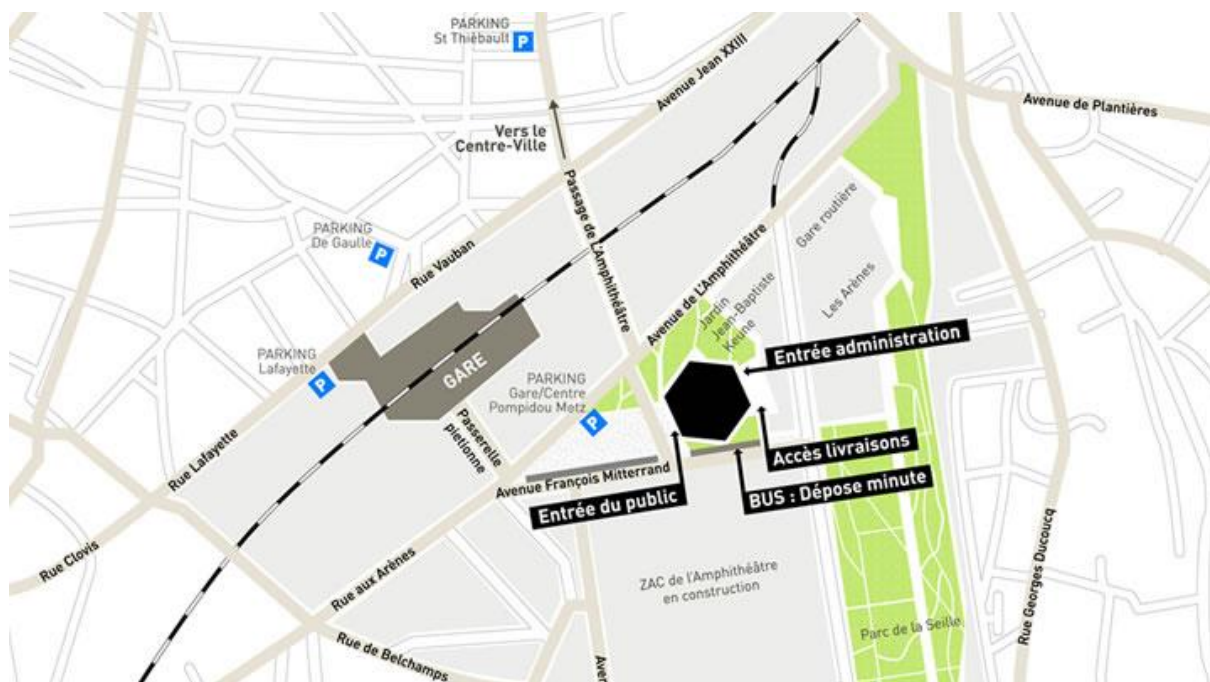 PARKING
St Thiébault
P
Avenue Jean XXIII
Avenue de Plantières
Vers le
Centre-Ville
Passage de L'Amphithéâtre
PARKING
De Gaulle
P
Rue Vauban
Gare routière
Les Arènes
Avenue de L'Amphithéâtre
Jardin
Jean-Baptiste
Keune
Entrée administration
PARKING
Lafayette
P
GARE
PARKING
Gare/Centre
Pompidou Metz
P
Passerelle
pietionne
Rue Lafayette
Accès livraisons
Avenue François Mitterrand
BUS : Dépose minute
Entrée du public
Rue Clovis
Rue aux Arènes
ZAC de l'Amphithéâtre
en construction
Rue Georges Ducoucq
Parc de la Seille
Rue de Belchamps
Aver